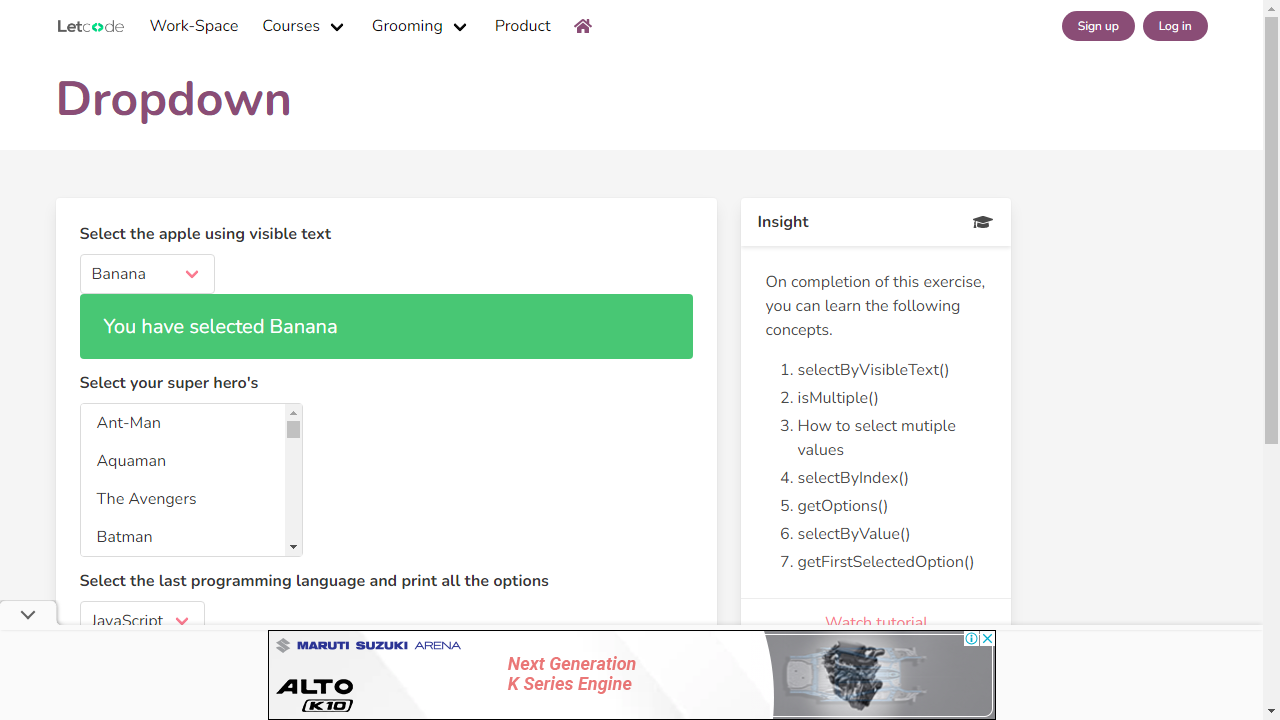 Letcode
Work-Space
Courses
Grooming
Product
Sign up
Log in
Dropdown
Select the apple using visible text
Banana
You have selected Banana
Select your super hero's
Ant-Man
Aquaman
The Avengers
Batman
Select the last programming language and print all the options
JavaScript
Insight
On completion of this exercise,
you can learn the following
concepts.
1. selectByVisibleText()
2. isMultiple()
3. How to select mutiple
values
4. selectByIndex()
5. getOptions()
6. selectByValue()
7. getFirstSelectedOption()
Watch tutorial
MARUTI SUZUKI ARENA
ALTO
K10
Next Generation
K Series Engine